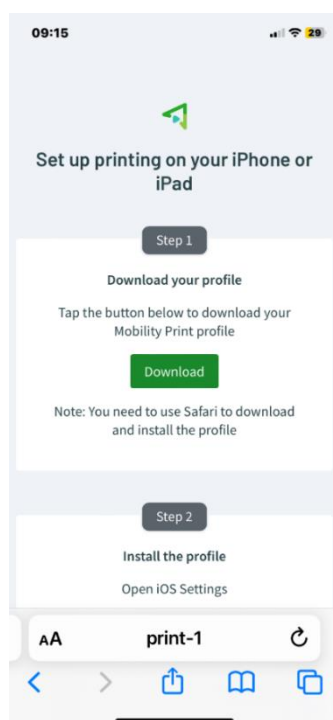 09:15
29
Set up printing on your iPhone or
iPad
Step 1
Download your profile
Tap the button below to download your
Mobility Print profile
Download
Note: You need to use Safari to download
and install the profile
Step 2
Install the profile
Open iOS Settings
AA
print-1